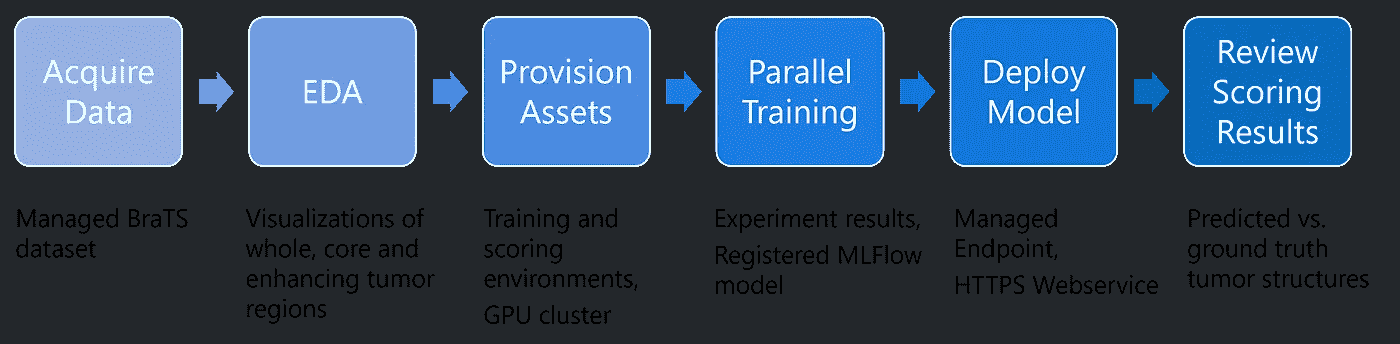 Acquire
Data
EDA
Provision
Assets
Parallel
Training
Deploy
Model
Review
Scoring
Results
Managed BraTS
dataset
Visualizations of
whole, core and
enhancing tumor
regions
Training and
scoring
environments,
GPU cluster
Experiment results,
Registered MLFlow
model
Managed
Endpoint,
HTTPS Webservice
Predicted vs.
ground truth
tumor structures